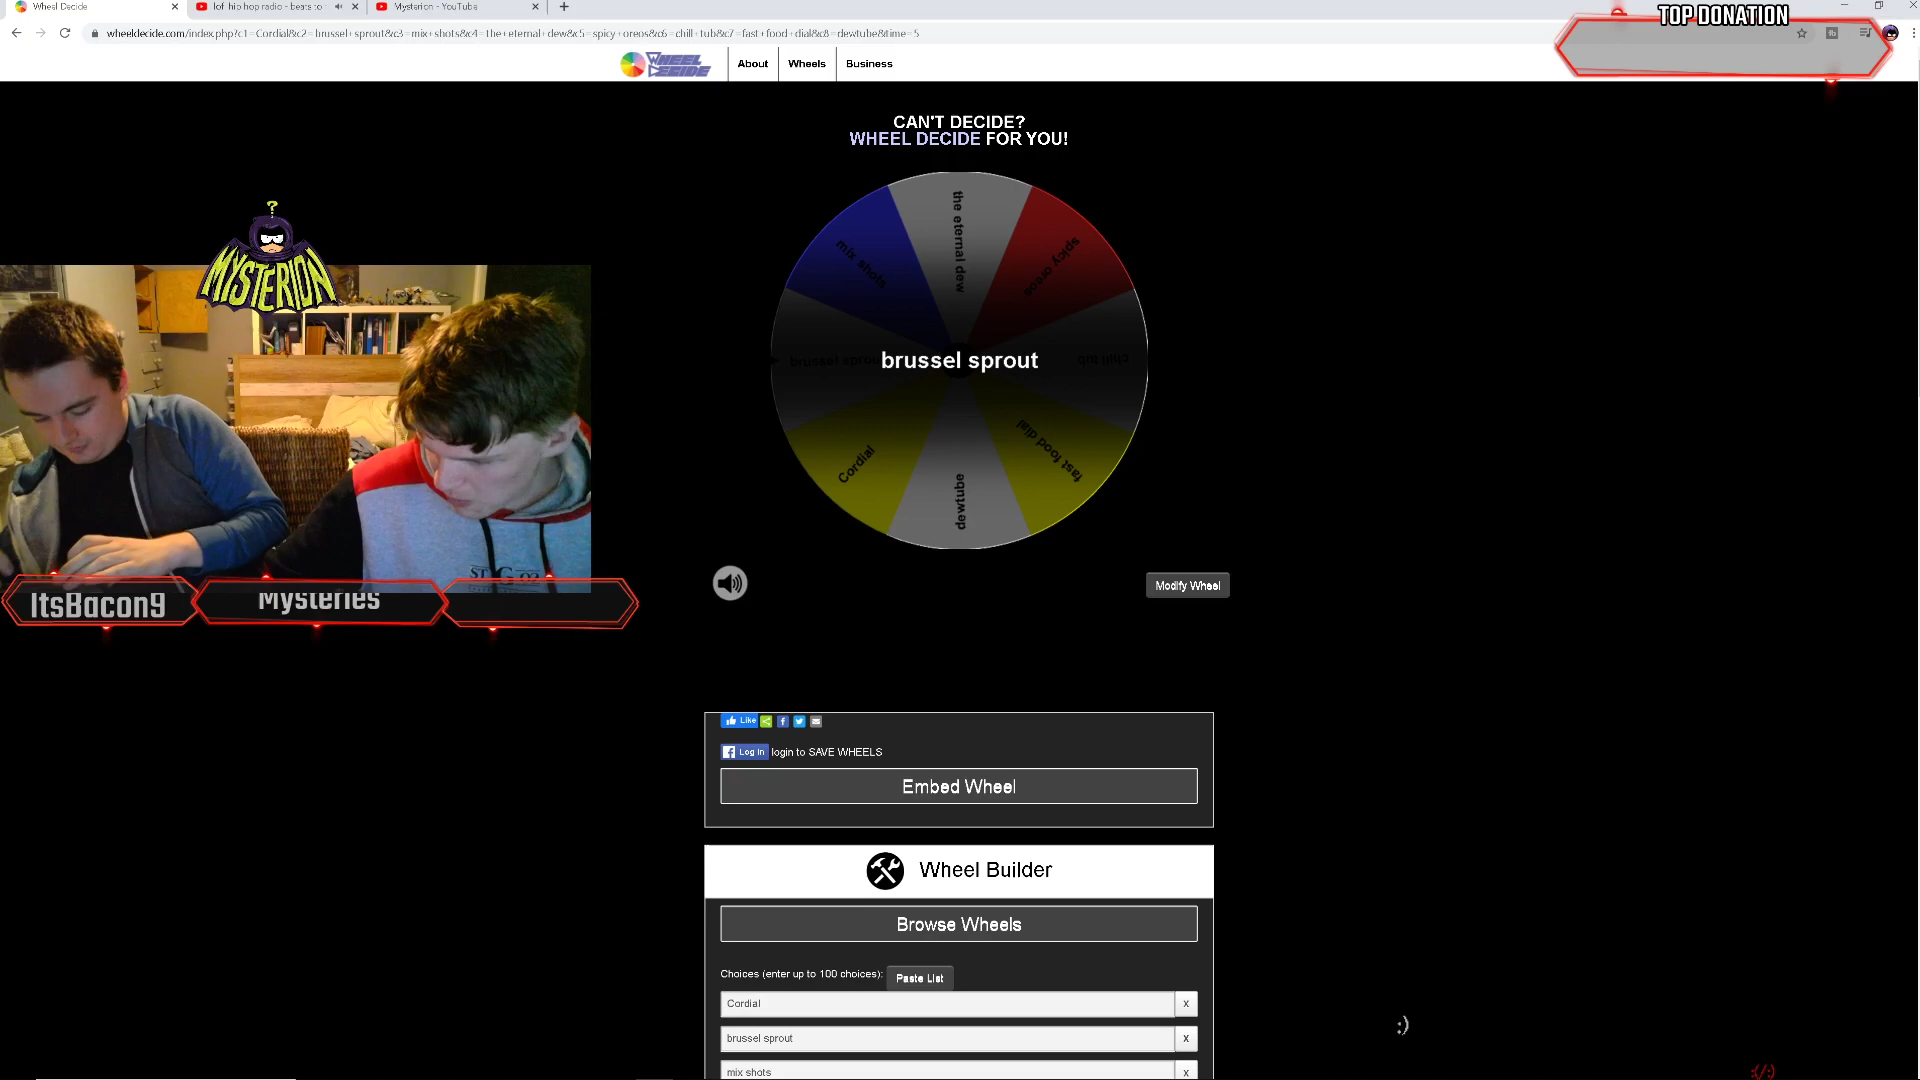 Wheel Decide
lofi hip hop radio - beats to
Mysterion - YouTube
wheeldecide.com/index.php?c1=Cordial&c2=brussel+sprout&c3=mix+shots&c4=the+eternal+dew&c5=spicy+oreos&c6=chill+tub&c7=fast+food+dial&c8=dewtube&time=5
TOP DONATION
WHEEL DECIDE
About
Wheels
Business
CAN'T DECIDE?
WHEEL DECIDE FOR YOU!
mix shots
the eternal dew
spicy oreos
brussel sprout
brussel sprout
chill tub
Cordial
dewtube
fast food dial
?
MYSTERION
ItsBacon9
Mysteries
Modify Wheel
Like
Log In login to SAVE WHEELS
Embed Wheel
Wheel Builder
Browse Wheels
Choices (enter up to 100 choices): Paste List
Cordial X
brussel sprout X
mix shots X
:)
:(/:)